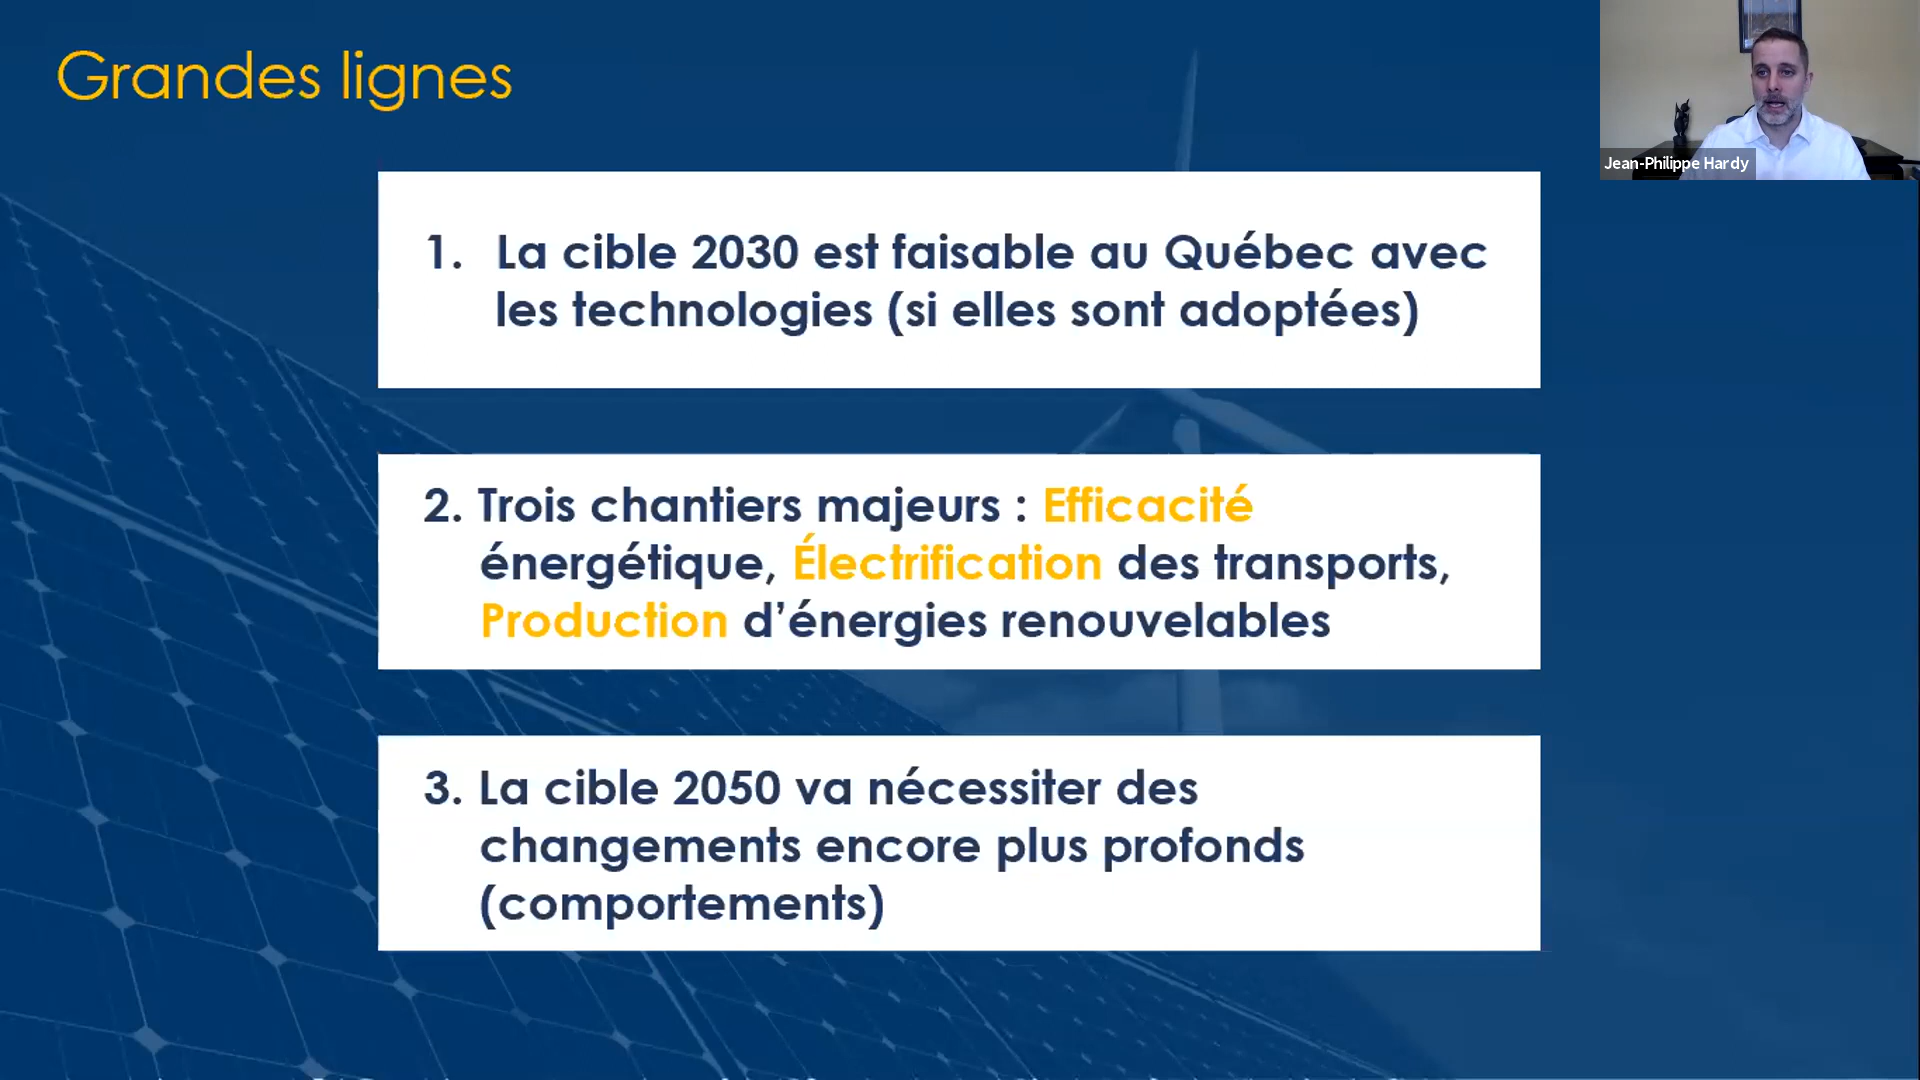 Grandes lignes
Jean-Philippe Hardy
1. La cible 2030 est faisable au Québec avec
les technologies (si elles sont adoptées)
2. Trois chantiers majeurs : Efficacité
énergétique, Électrification des transports,
Production d’énergies renouvelables
3. La cible 2050 va nécessiter des
changements encore plus profonds
(comportements)